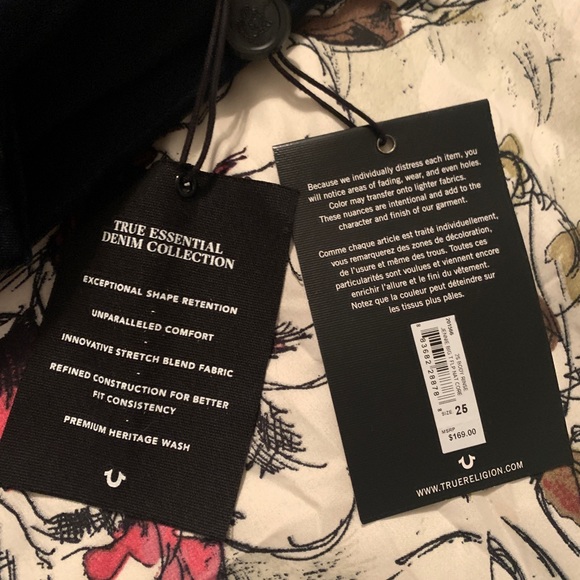 TRUE ESSENTIAL
DENIM COLLECTION
EXCEPTIONAL SHAPE RETENTION
-
UNPARALLELED COMFORT
-
INNOVATIVE STRETCH BLEND FABRIC
-
REFINED CONSTRUCTION FOR BETTER
FIT CONSISTENCY
-
PREMIUM HERITAGE WASH
Because we individually distress each item, you
will notice areas of fading, wear, and even holes.
Color may transfer onto lighter fabrics.
These nuances are intentional and add to the
character and finish of our garment.
Comme chaque article est traité individuellement,
vous remarquerez des zones de décoloration,
de l'usure et même des trous. Toutes ces
particularités sont voulues et viennent encore
enrichir l'allure et le fini du vêtement.
Notez que la couleur peut déteindre sur
les tissus plus pâles.
SIZE 25
MSRP
$169.00
WWW.TRUERELIGION.COM